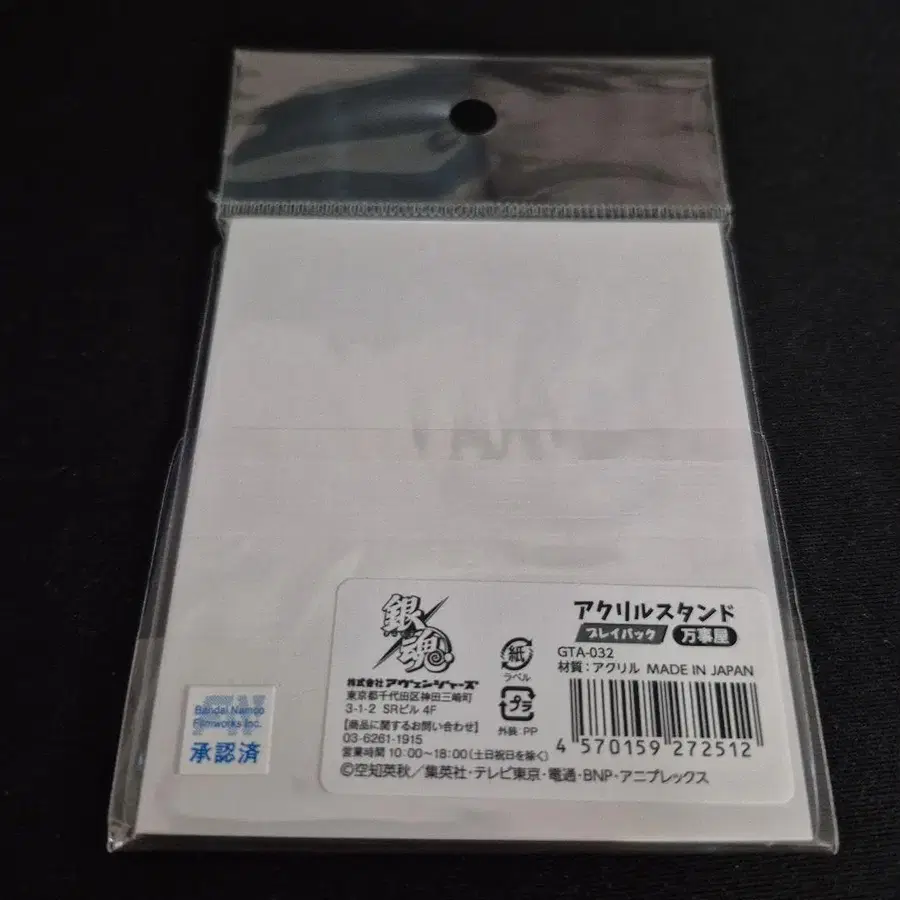 銀魂
株式会社アヴェンジャーズ
東京都千代田区神田三崎町
3-1-2 SRビル 4F
【商品に関するお問い合わせ】
03-6261-1915
営業時間 10:00〜18:00(土日祝日を除く)
©空知英秋/集英社・テレビ東京・電通・BNP・アニプレックス
紙
ラベル
プラ
外装:PP
アクリルスタンド
プレイバック
万事屋
GTA-032
材質:アクリル MADE IN JAPAN
4 570159 272512
Bandai Namco
Filmworks Inc.
承認済